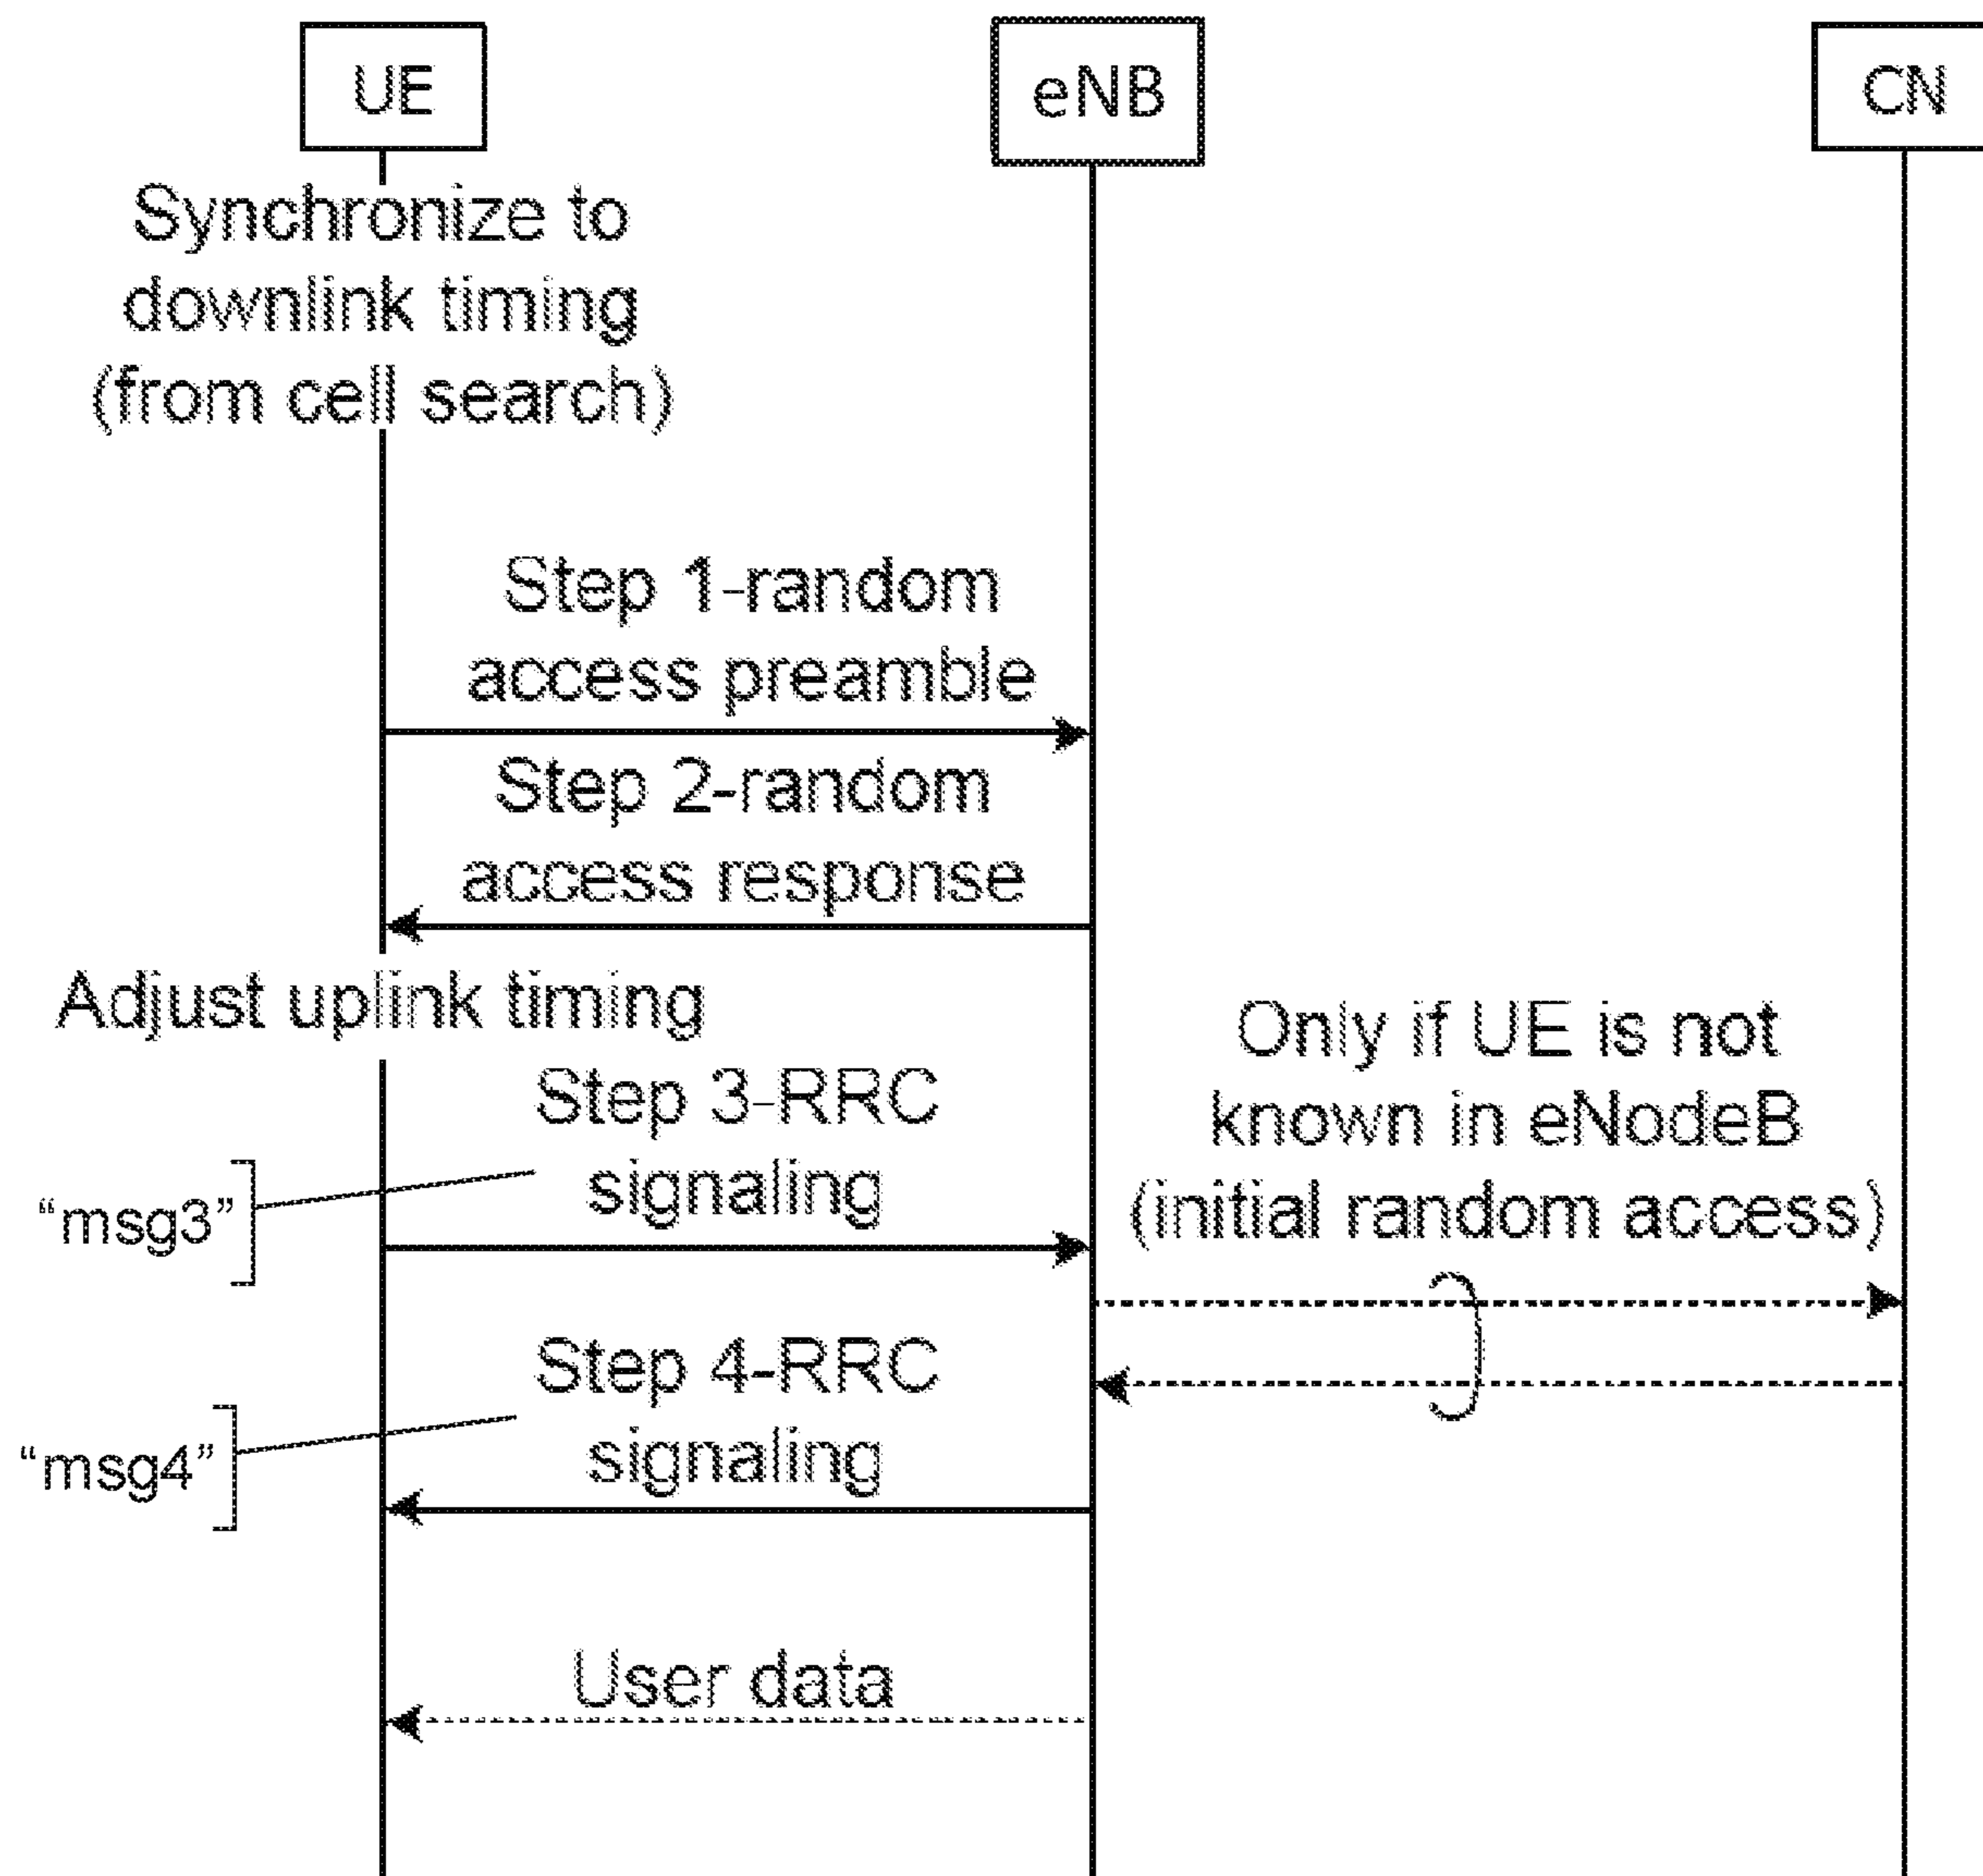 UE
eNB
CN
Synchronize to
downlink timing
(from cell search)
Step 1-random
access preamble
Step 2-random
access response
Adjust uplink timing
Only if UE is not
known in eNodeB
(initial random access)
Step 3-RRC
signaling
“msg3”
Step 4-RRC
signaling
“msg4”
User data